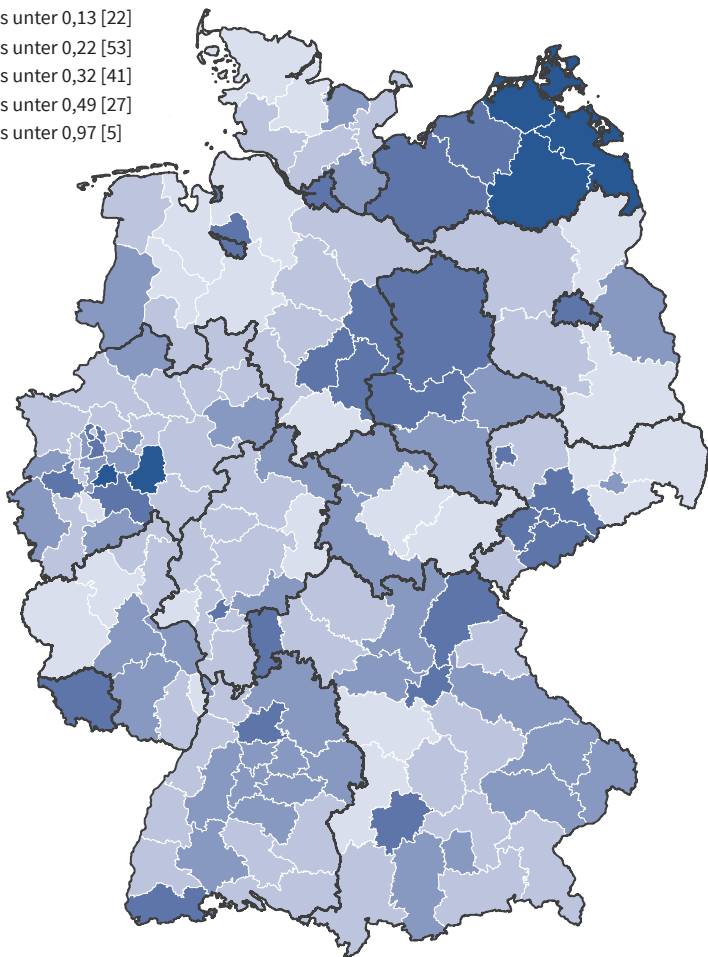 s unter 0,13 [22]
s unter 0,22 [53]
s unter 0,32 [41]
s unter 0,49 [27]
s unter 0,97 [5]